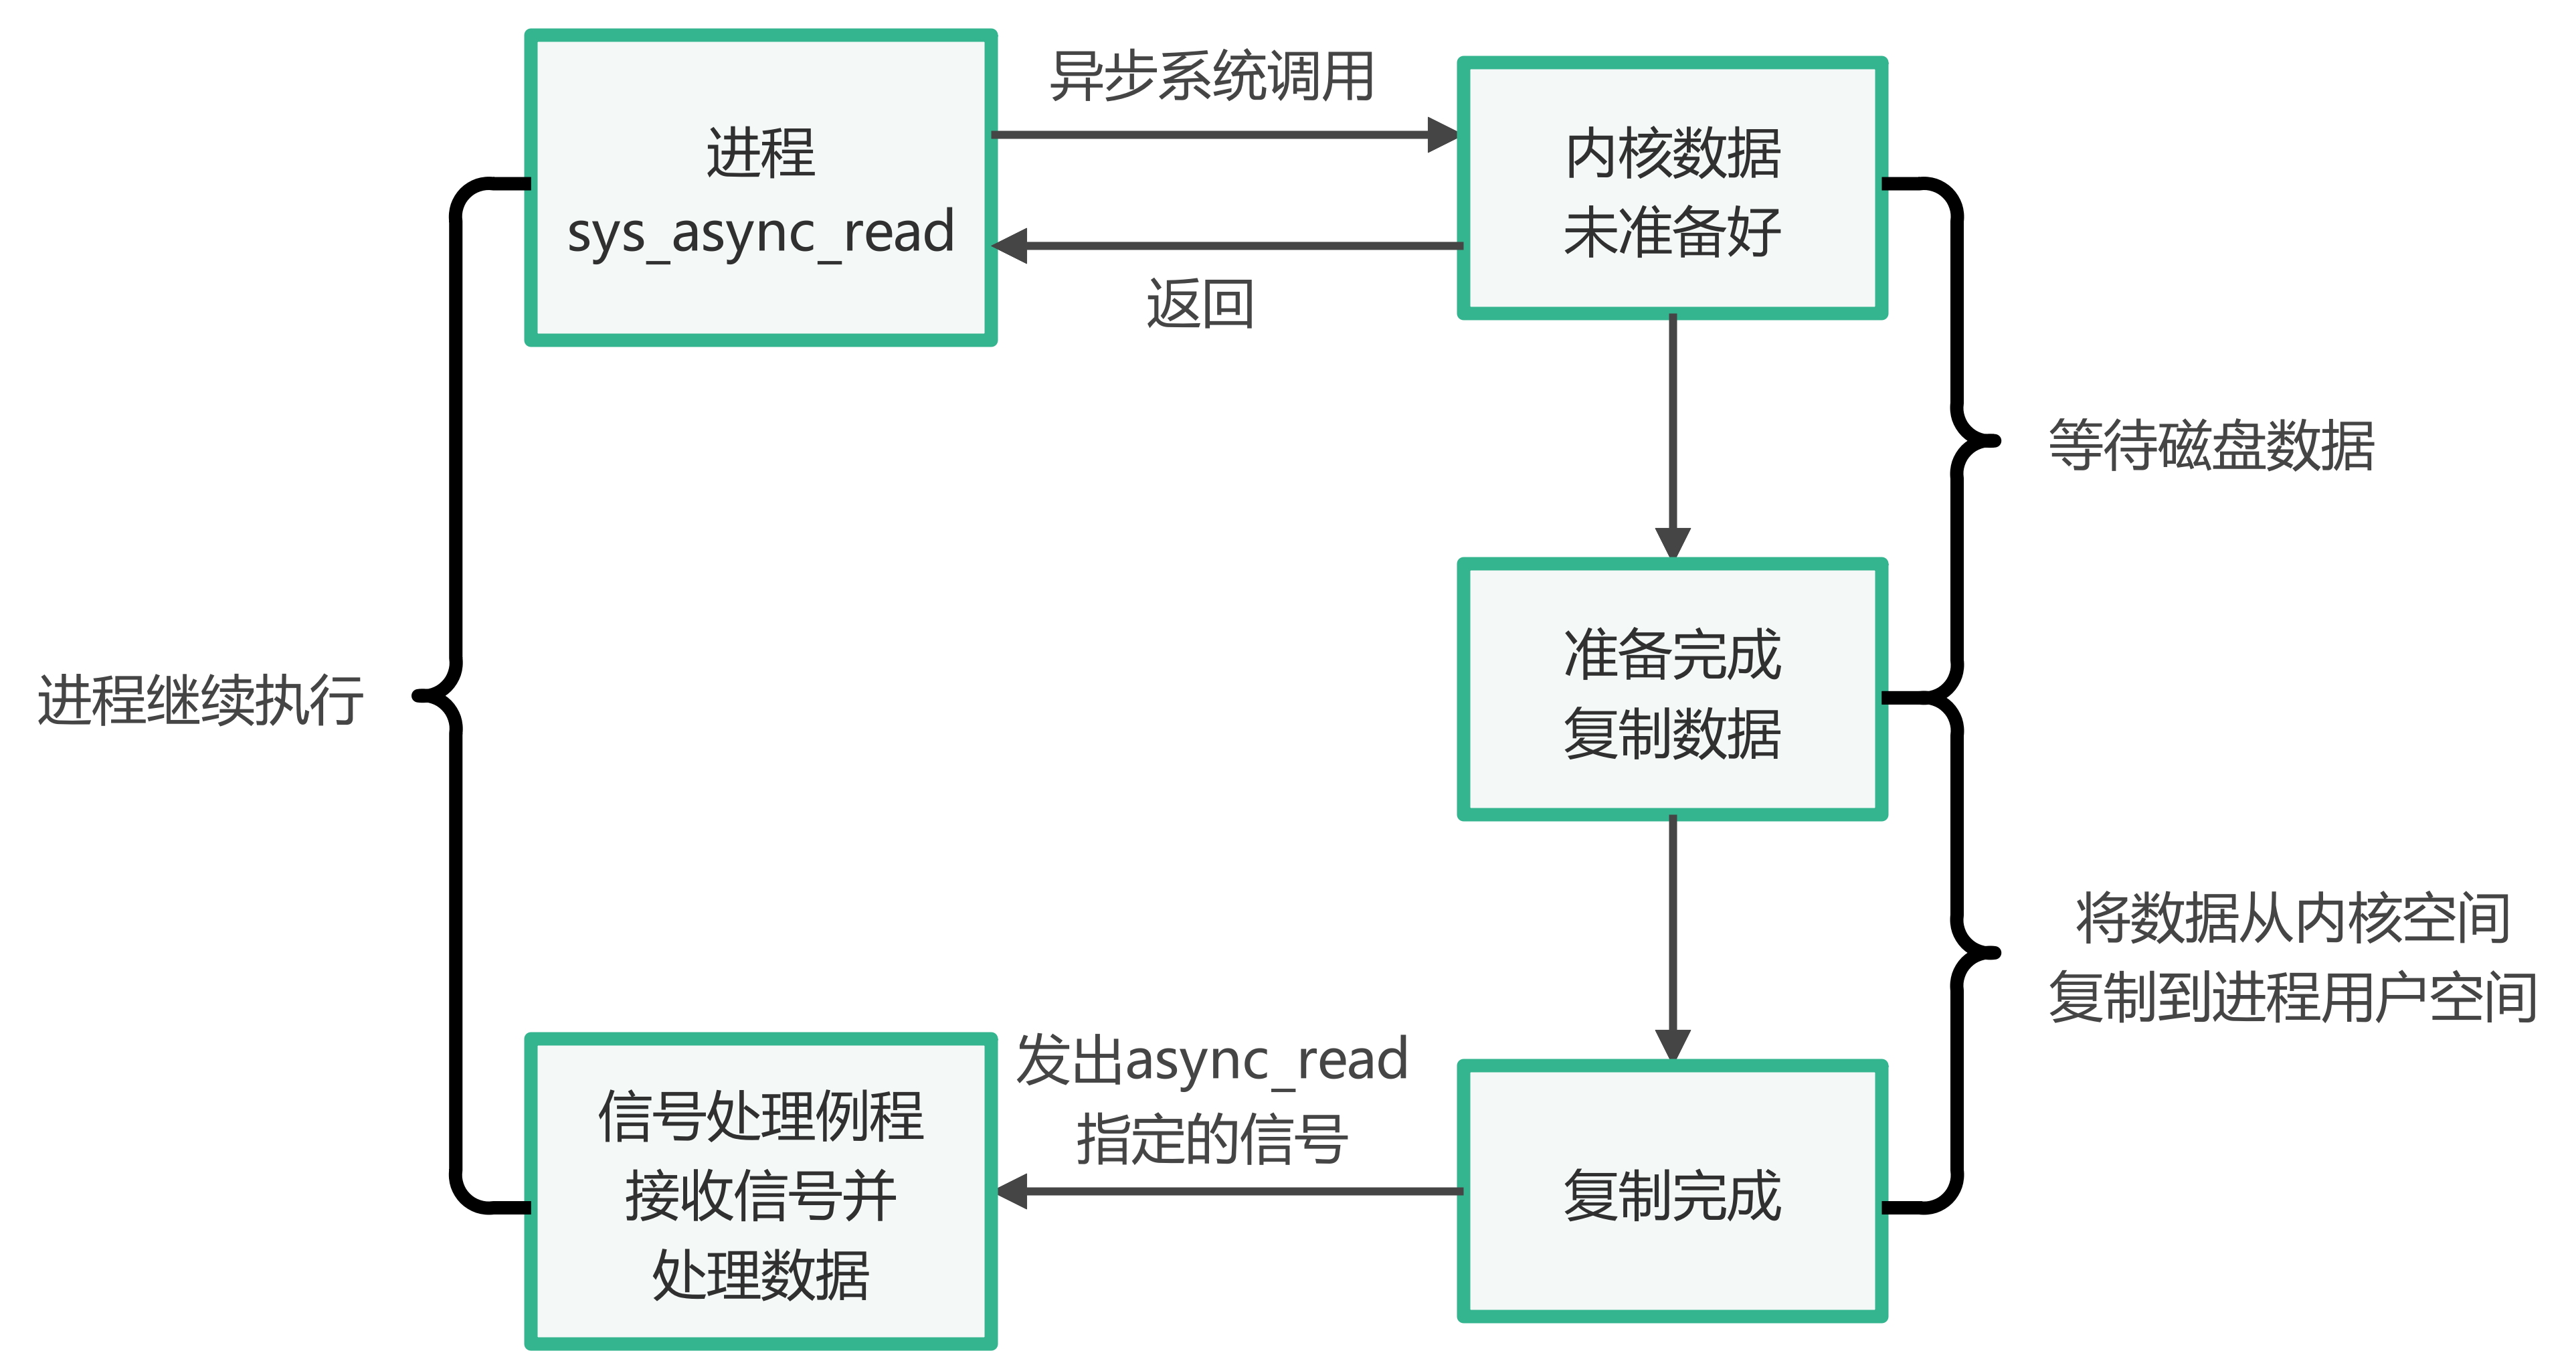 异步系统调用
进程
sys_async_read
内核数据
未准备好
返回
等待磁盘数据
准备完成
复制数据
进程继续执行
将数据从内核空间
复制到进程用户空间
发出async_read
指定的信号
信号处理例程
接收信号并
处理数据
复制完成